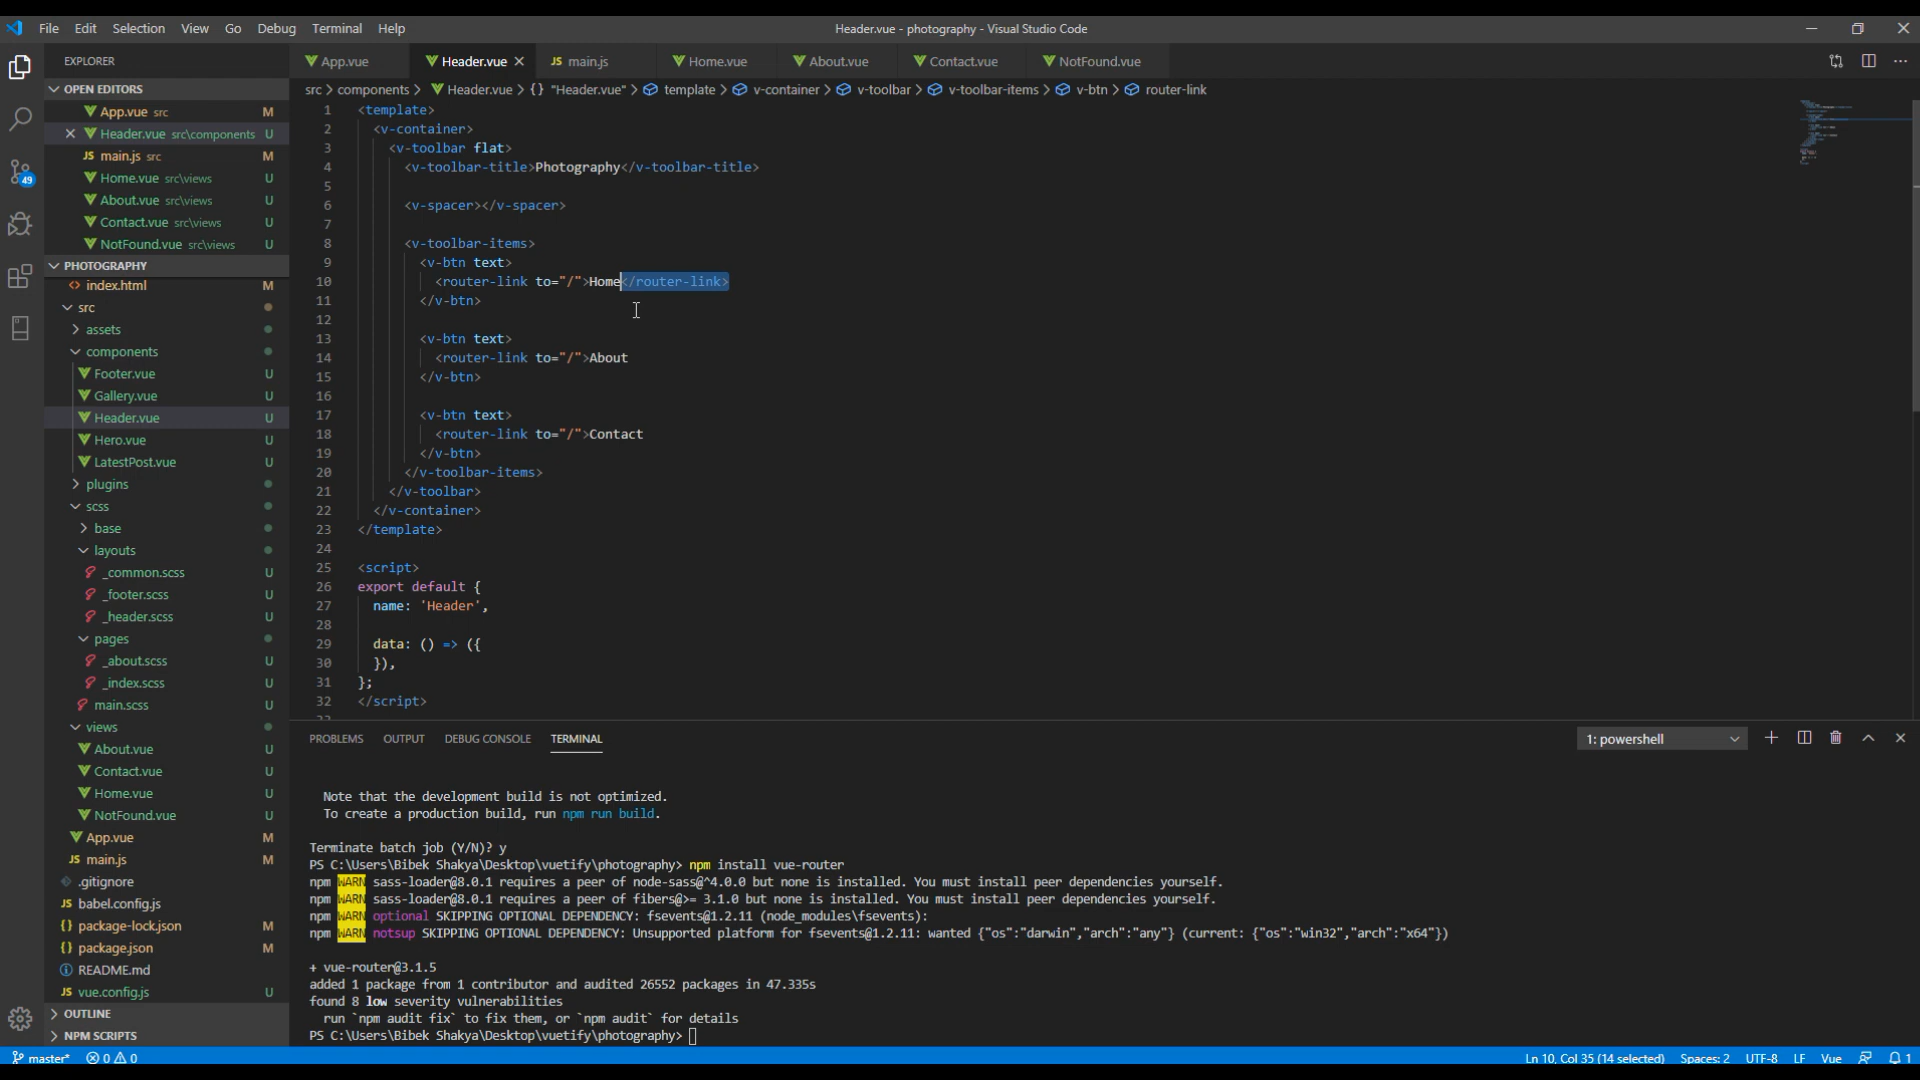 File Edit Selection View Go Debug Terminal Help
Header.vue - photography - Visual Studio Code
EXPLORER
OPEN EDITORS
App.vue src M
Header.vue src\components U
main.js src M
Home.vue src\views U
About.vue src\views U
Contact.vue src\views U
NotFound.vue src\views U
PHOTOGRAPHY
index.html M
src
assets
components
Footer.vue U
Gallery.vue U
Header.vue U
Hero.vue U
LatestPost.vue U
plugins
scss
base
layouts
_common.scss U
_footer.scss U
_header.scss U
pages
_about.scss U
_index.scss U
main.scss U
views
About.vue U
Contact.vue U
Home.vue U
NotFound.vue U
App.vue M
main.js M
.gitignore
babel.config.js
package-lock.json M
package.json M
README.md
vue.config.js U
OUTLINE
NPM SCRIPTS
49
App.vue Header.vue main.js Home.vue About.vue Contact.vue NotFound.vue
src > components > Header.vue > {} "Header.vue" > template > v-container > v-toolbar > v-toolbar-items > v-btn > router-link
1 <template>
2 <v-container>
3 <v-toolbar flat>
4 <v-toolbar-title>Photography</v-toolbar-title>
5
6 <v-spacer></v-spacer>
7
8 <v-toolbar-items>
9 <v-btn text>
10 <router-link to="/">Home</router-link>
11 </v-btn>
12
13 <v-btn text>
14 <router-link to="/">About
15 </v-btn>
16
17 <v-btn text>
18 <router-link to="/">Contact
19 </v-btn>
20 </v-toolbar-items>
21 </v-toolbar>
22 </v-container>
23 </template>
24
25 <script>
26 export default {
27 name: 'Header',
28
29 data: () => ({
30 }),
31 };
32 </script>
PROBLEMS OUTPUT DEBUG CONSOLE TERMINAL
1: powershell
Note that the development build is not optimized.
To create a production build, run npm run build.
Terminate batch job (Y/N)? y
PS C:\Users\Bibek Shakya\Desktop\vuetify\photography> npm install vue-router
npm WARN sass-loader@8.0.1 requires a peer of node-sass@^4.0.0 but none is installed. You must install peer dependencies yourself.
npm WARN sass-loader@8.0.1 requires a peer of fibers@>= 3.1.0 but none is installed. You must install peer dependencies yourself.
npm WARN optional SKIPPING OPTIONAL DEPENDENCY: fsevents@1.2.11 (node_modules\fsevents):
npm WARN notsup SKIPPING OPTIONAL DEPENDENCY: Unsupported platform for fsevents@1.2.11: wanted {"os":"darwin","arch":"any"} (current: {"os":"win32","arch":"x64"})
+ vue-router@3.1.5
added 1 package from 1 contributor and audited 26552 packages in 47.335s
found 8 low severity vulnerabilities
run `npm audit fix` to fix them, or `npm audit` for details
PS C:\Users\Bibek Shakya\Desktop\vuetify\photography>
master* 0 0
Ln 10, Col 35 (14 selected) Spaces: 2 UTF-8 LF Vue 1